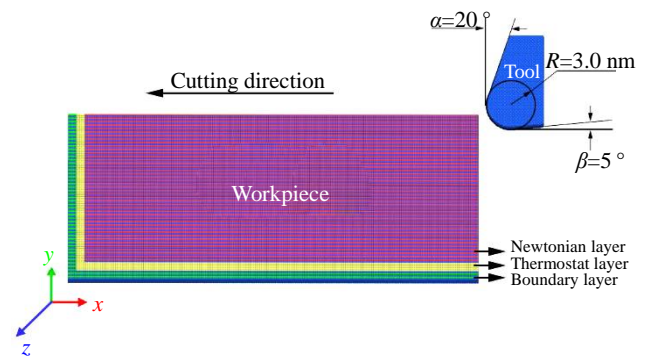 α=20°
R=3.0 nm
Tool
Cutting direction
β=5 °
Workpiece
Newtonian layer
Thermostat layer
Boundary layer
y
x
z